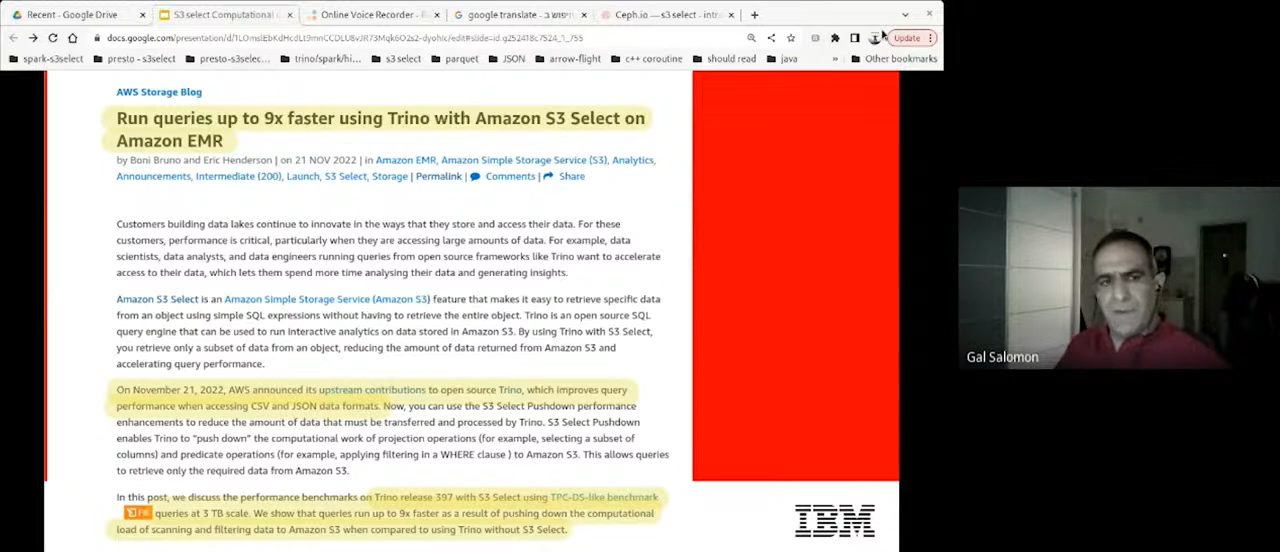 Recent - Google Drive
S3 select Computational
Online Voice Recorder -
google translate -
Ceph.io — s3 select - intr
docs.google.com/presentation/d/
Update
spark-s3select
presto - s3select
presto-s3selec...
trino/spark/hi...
s3 select
parquet
JSON
arrow-flight
c++ coroutine
should read
java
»
Other bookmarks
AWS Storage Blog
Run queries up to 9x faster using Trino with Amazon S3 Select on
Amazon EMR
by Boni Bruno and Eric Henderson | on 21 NOV 2022 | in Amazon EMR, Amazon Simple Storage Service (S3), Analytics,
Announcements, Intermediate (200), Launch, S3 Select, Storage | Permalink | Comments | Share
Customers building data lakes continue to innovate in the ways that they store and access their data. For these
customers, performance is critical, particularly when they are accessing large amounts of data. For example, data
scientists, data analysts, and data engineers running queries from open source frameworks like Trino want to accelerate
access to their data, which lets them spend more time analysing their data and generating insights.
Amazon S3 Select is an Amazon Simple Storage Service (Amazon S3) feature that makes it easy to retrieve specific data
from an object using simple SQL expressions without having to retrieve the entire object. Trino is an open source SQL
query engine that can be used to run interactive analytics on data stored in Amazon S3. By using Trino with S3 Select,
you retrieve only a subset of data from an object, reducing the amount of data returned from Amazon S3 and
accelerating query performance.
On November 21, 2022, AWS announced its upstream contributions to open source Trino, which improves query
performance when accessing CSV and JSON data formats. Now, you can use the S3 Select Pushdown performance
enhancements to reduce the amount of data that must be transferred and processed by Trino. S3 Select Pushdown
enables Trino to "push down" the computational work of projection operations (for example, selecting a subset of
columns) and predicate operations (for example, applying filtering in a WHERE clause ) to Amazon S3. This allows queries
to retrieve only the required data from Amazon S3.
In this post, we discuss the performance benchmarks on Trino release 397 with S3 Select using TPC-DS-like benchmark
queries at 3 TB scale. We show that queries run up to 9x faster as a result of pushing down the computational
load of scanning and filtering data to Amazon S3 when compared to using Trino without S3 Select.
IBM
Gal Salomon